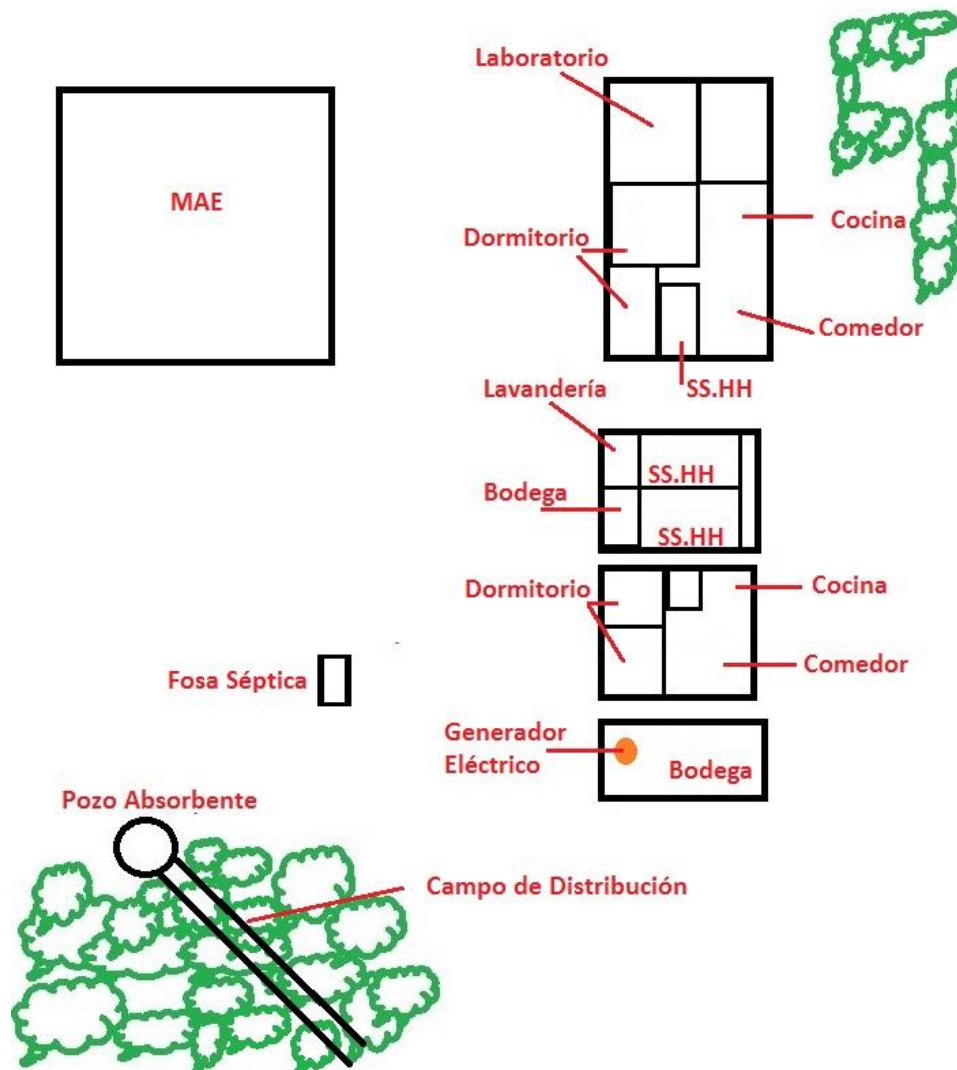 Laboratorio
MAE
Cocina
Dormitorio
Comedor
SS.HH
Lavandería
SS.HH
Bodega
SS.HH
Dormitorio
Cocina
Comedor
Fosa Séptica
Generador
Eléctrico
Bodega
Pozo Absorbente
Campo de Distribución